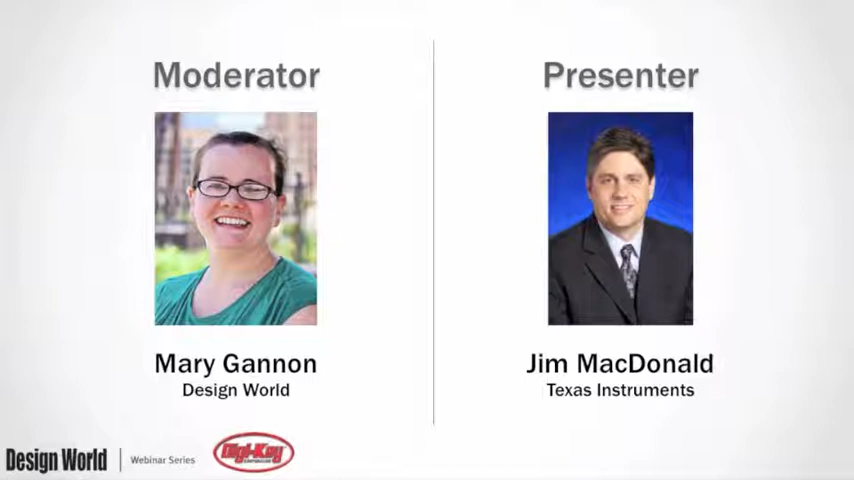 Moderator
Presenter
Mary Gannon
Design World
Jim MacDonald
Texas Instruments
Design World
Webinar Series
Digi-Key